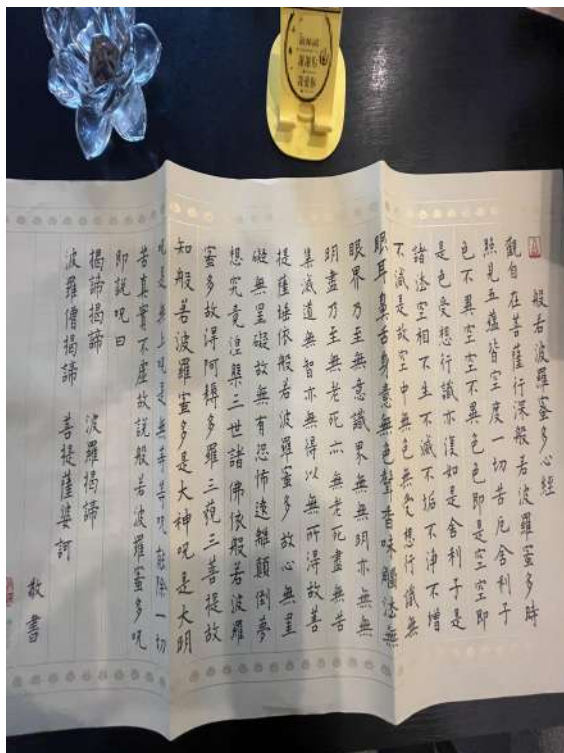 般若波羅蜜多心經
觀自在菩薩行深般若波羅蜜多時
照見五蘊皆空度一切苦厄舍利子
色不異空空不異色色即是空空即
是色受想行識亦復如是舍利子是
諸法空相不生不滅不垢不淨不增
不減是故空中無色無受想行識無
眼耳鼻舌身意無色聲香味觸法無
眼界乃至無意識界無無明亦無無
明盡乃至無老死亦無老死盡無苦
集滅道無智亦無得以無所得故菩
提薩埵依般若波羅蜜多故心無罣
礙無罣礙故無有恐怖遠離顛倒夢
想究竟涅槃三世諸佛依般若波羅
蜜多故得阿耨多羅三藐三菩提故
知般若波羅蜜多是大神呪是大明
呪是無上呪是無等等呪能除一切
苦真實不虛故說般若波羅蜜多呪
即說呪曰
揭諦揭諦 波羅揭諦
波羅僧揭諦 菩提薩婆訶
敬書
謝謝你
我愛你